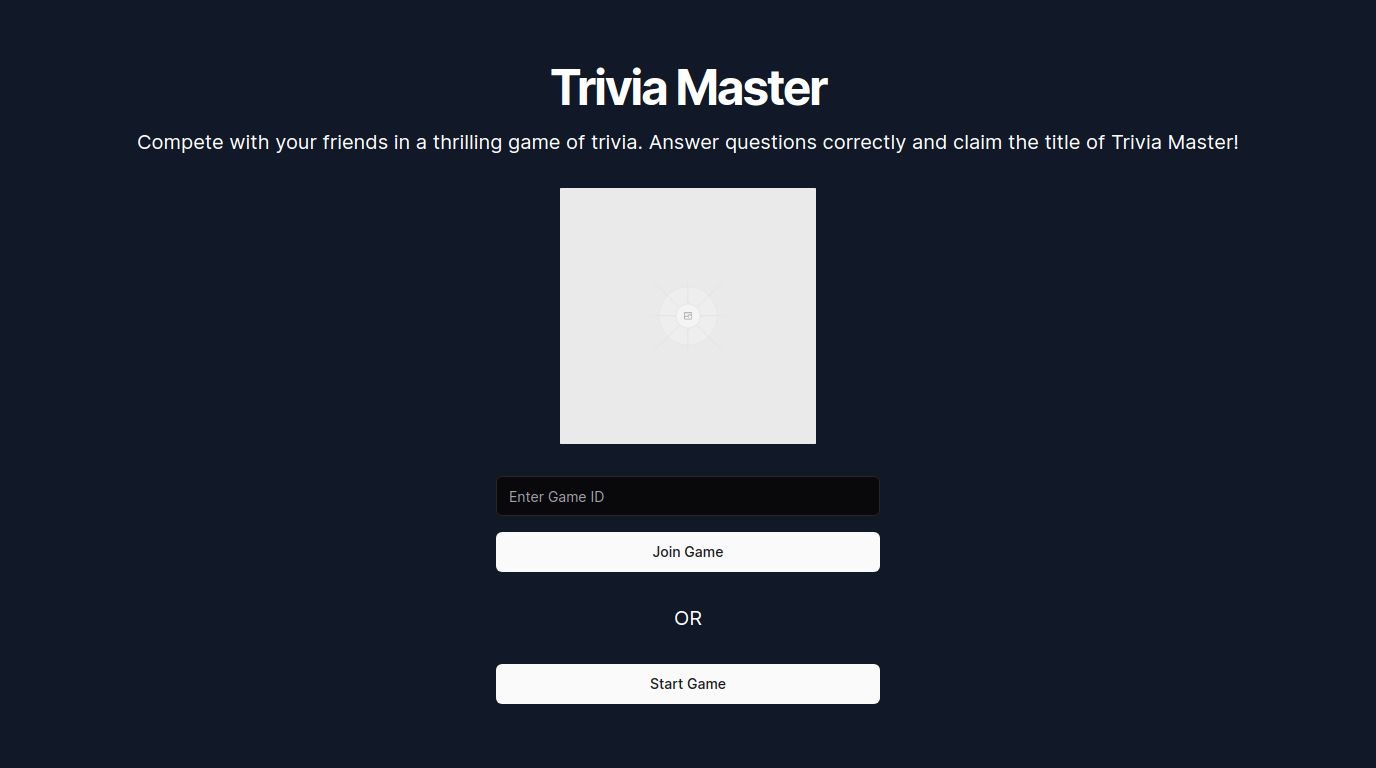 Trivia Master
Compete with your friends in a thrilling game of trivia. Answer questions correctly and claim the title of Trivia Master!
Enter Game ID
Join Game
OR
Start Game